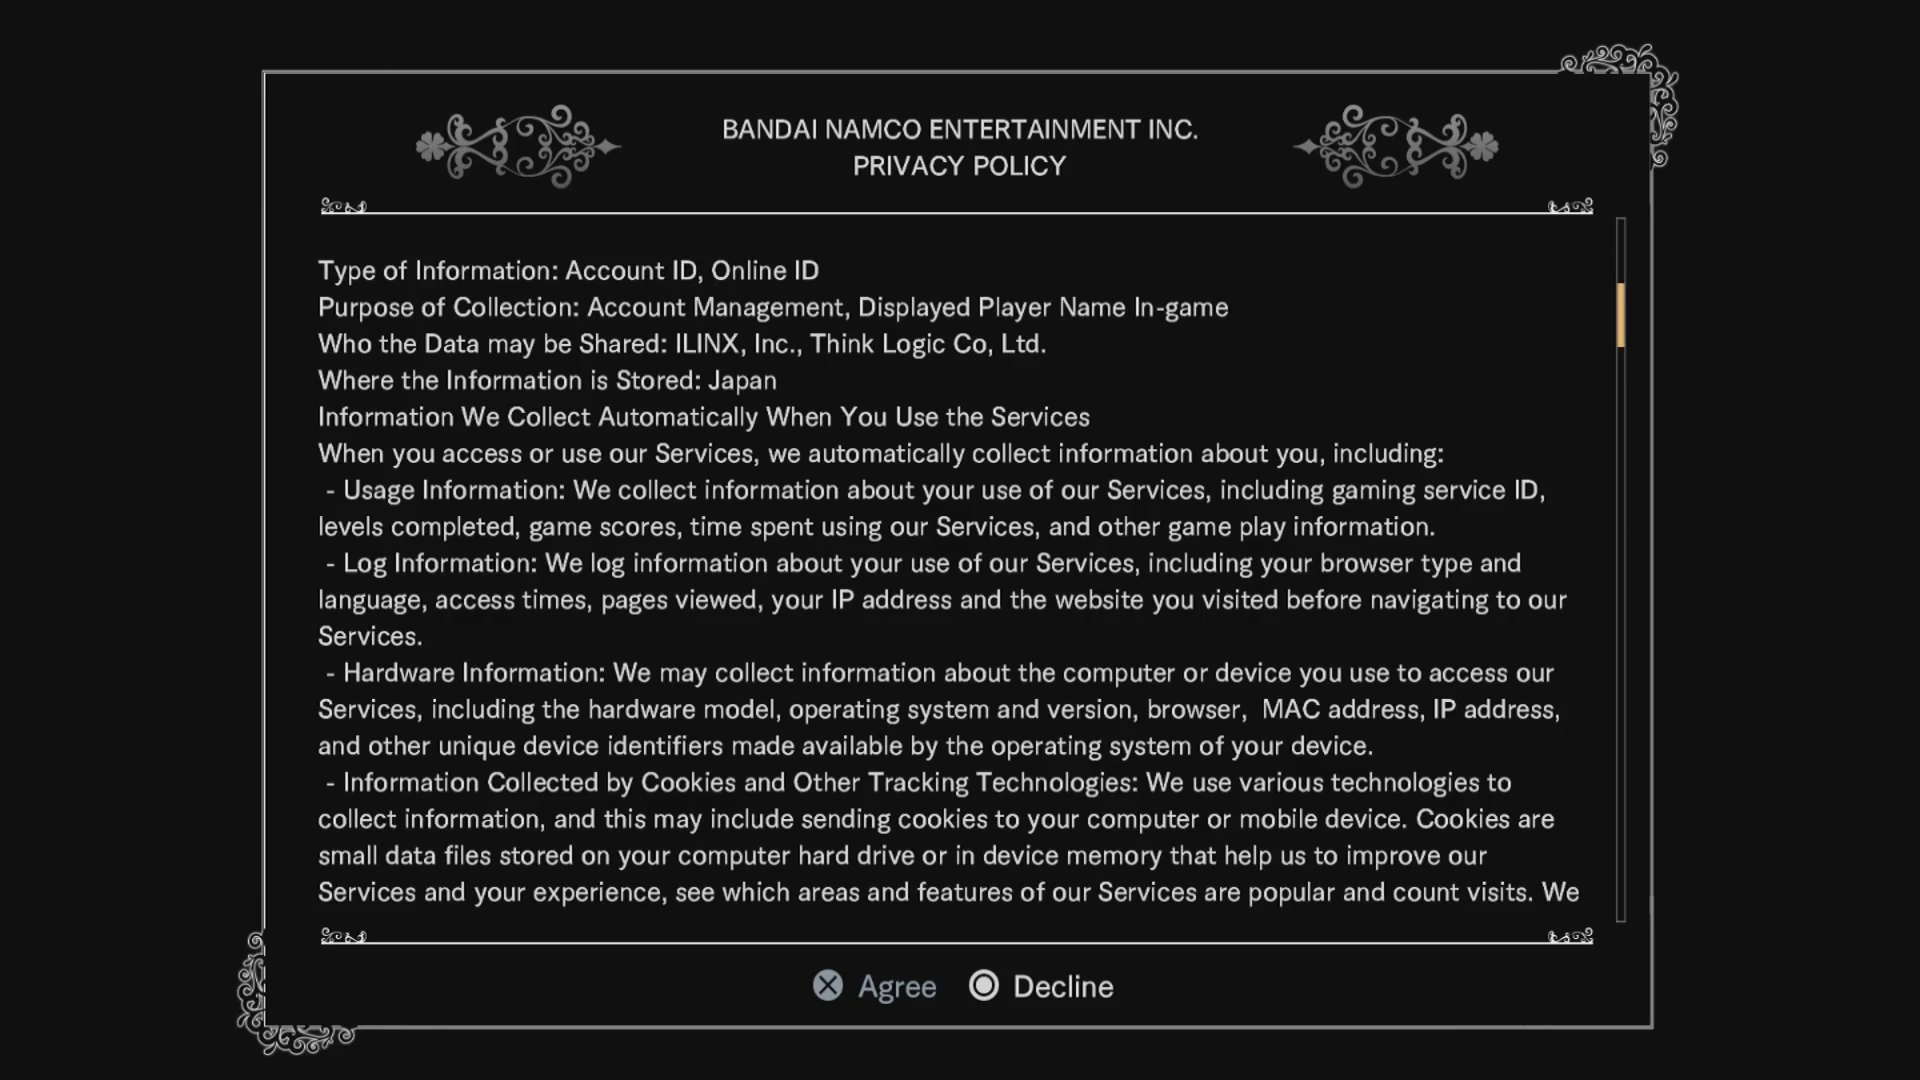 BANDAI NAMCO ENTERTAINMENT INC.
PRIVACY POLICY
Type of Information: Account ID, Online ID
Purpose of Collection: Account Management, Displayed Player Name In-game
Who the Data may be Shared: ILINX, Inc., Think Logic Co, Ltd.
Where the Information is Stored: Japan
Information We Collect Automatically When You Use the Services
When you access or use our Services, we automatically collect information about you, including:
- Usage Information: We collect information about your use of our Services, including gaming service ID,
levels completed, game scores, time spent using our Services, and other game play information.
- Log Information: We log information about your use of our Services, including your browser type and
language, access times, pages viewed, your IP address and the website you visited before navigating to our
Services.
- Hardware Information: We may collect information about the computer or device you use to access our
Services, including the hardware model, operating system and version, browser,  MAC address, IP address,
and other unique device identifiers made available by the operating system of your device.
- Information Collected by Cookies and Other Tracking Technologies: We use various technologies to
collect information, and this may include sending cookies to your computer or mobile device. Cookies are
small data files stored on your computer hard drive or in device memory that help us to improve our
Services and your experience, see which areas and features of our Services are popular and count visits. We
Agree Decline